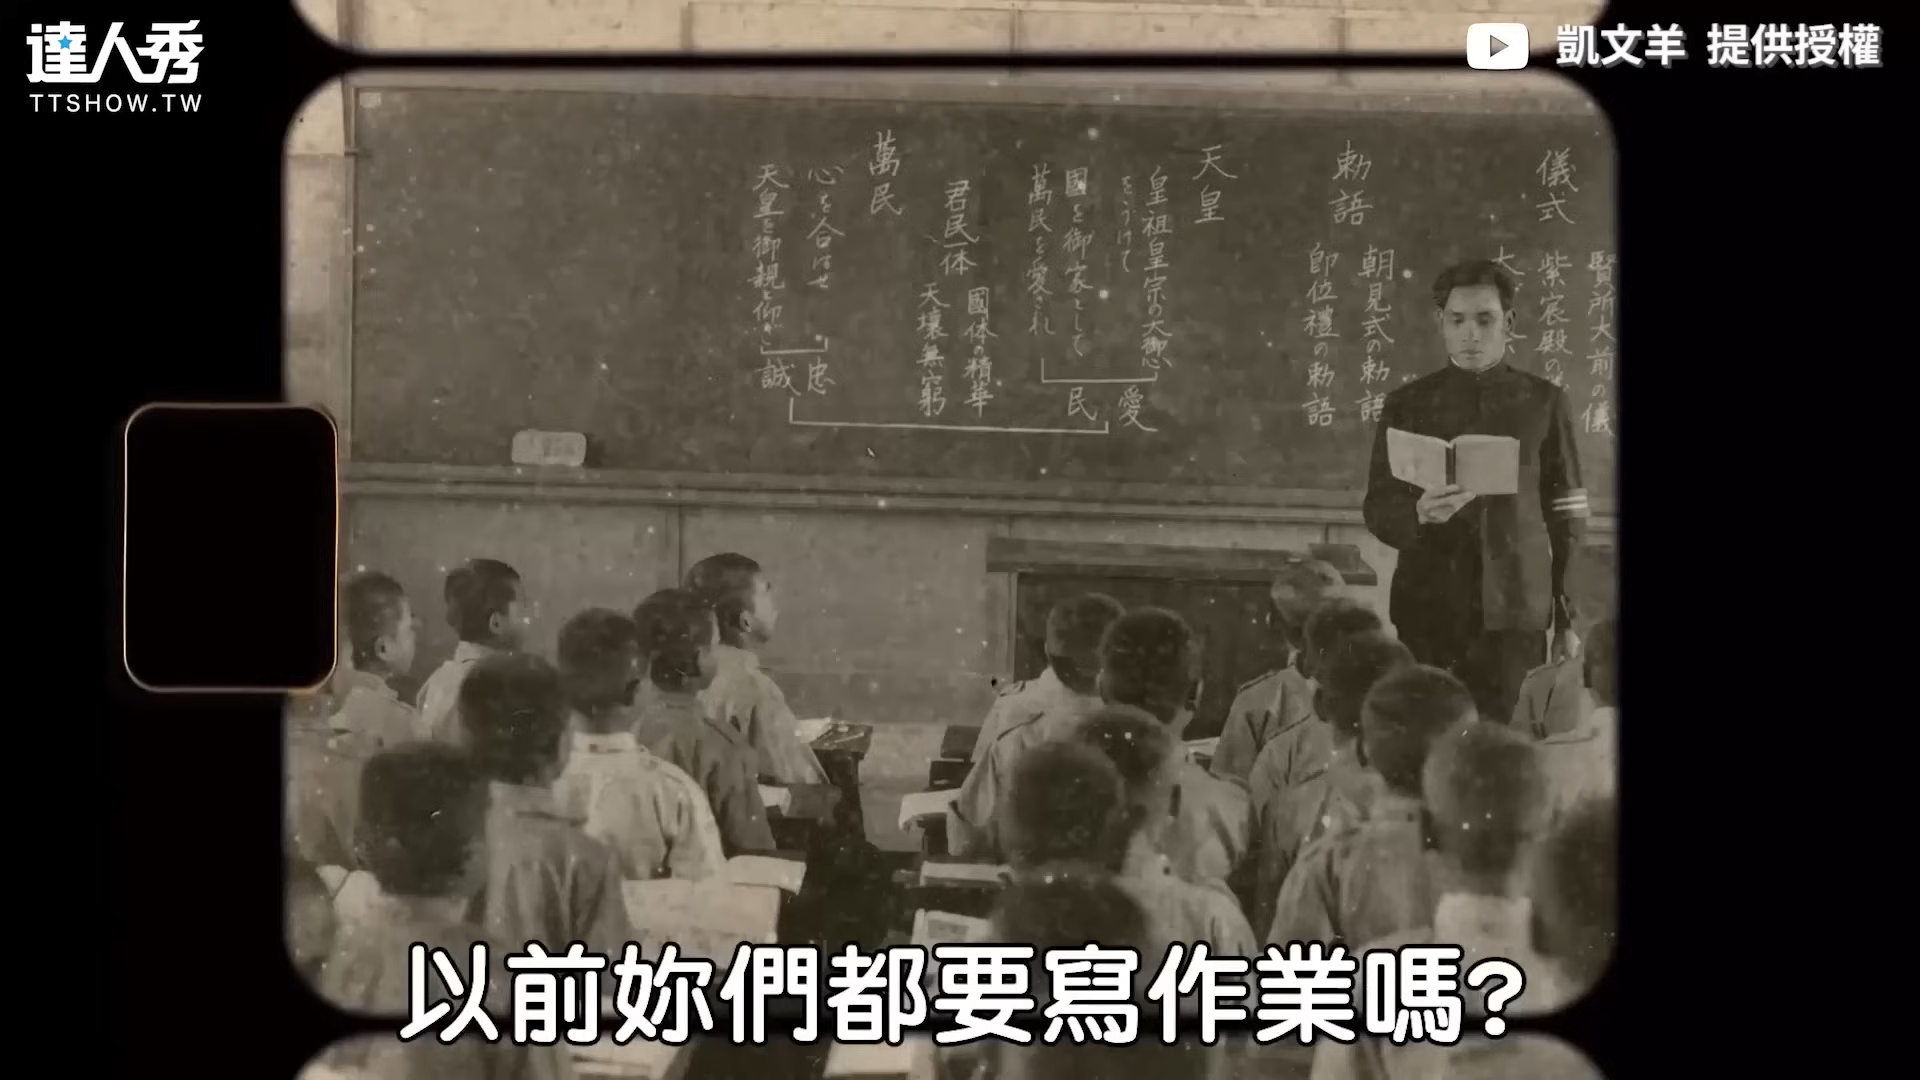 達人秀
TTSHOW.TW
凱文羊 提供授權
儀式
賢所大前の儀
紫宸殿の
勅語
朝見式の勅語
即位禮の勅語
天皇
皇祖皇宗の大御心
をうけて
國を御家として
萬民を愛され
愛
民
君民一体
國体の精華
天壤無窮
萬民
心を合はせ
天皇を御親と仰
忠
誠
以前妳們都要寫作業嗎?